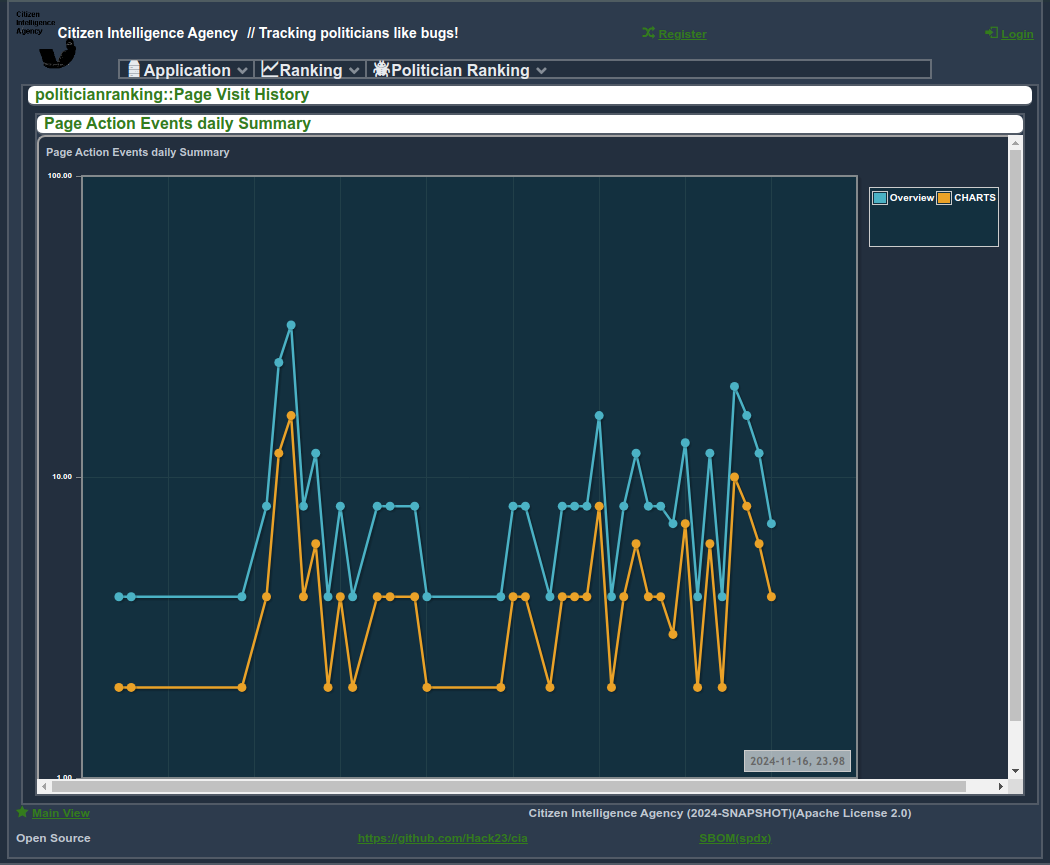 Citizen
Intelligence
Agency
Citizen Intelligence Agency // Tracking politicians like bugs!
Register
Login
Application
Ranking
Politician Ranking
politicianranking::Page Visit History
Page Action Events daily Summary
Page Action Events daily Summary
100.00
Overview
CHARTS
10.00
2024-11-16, 23.98
1.00
Main View
Citizen Intelligence Agency (2024-SNAPSHOT)(Apache License 2.0)
Open Source
https://github.com/Hack23/cia
SBOM(spdx)